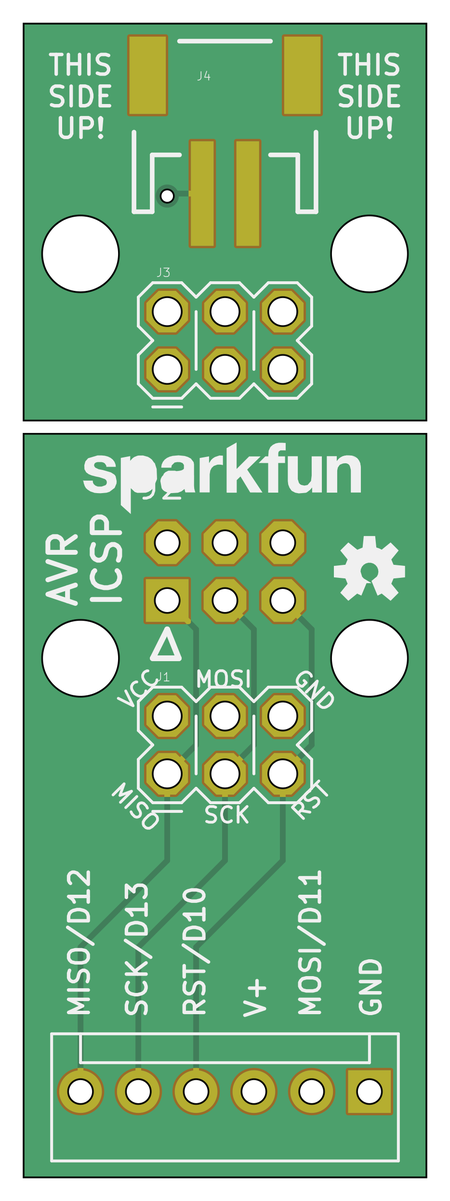 THIS
SIDE
UP!
J4
THIS
SIDE
UP!
J3
sparkfun
J2
AVR
ICSP
J1
VCC
MOSI
GND
MISO
SCK
RST
MISO/D12
SCK/D13
RST/D10
V+
MOSI/D11
GND